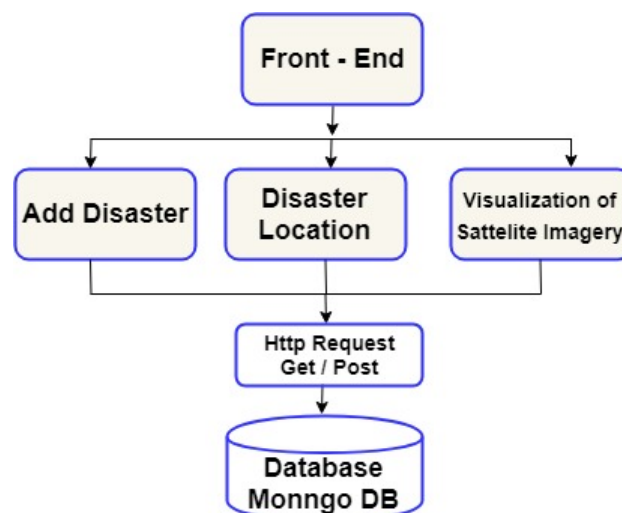 Front - End
Add Disaster
Disaster
Location
Visualization of
Sattelite Imagery
Http Request
Get / Post
Database
Monngo DB